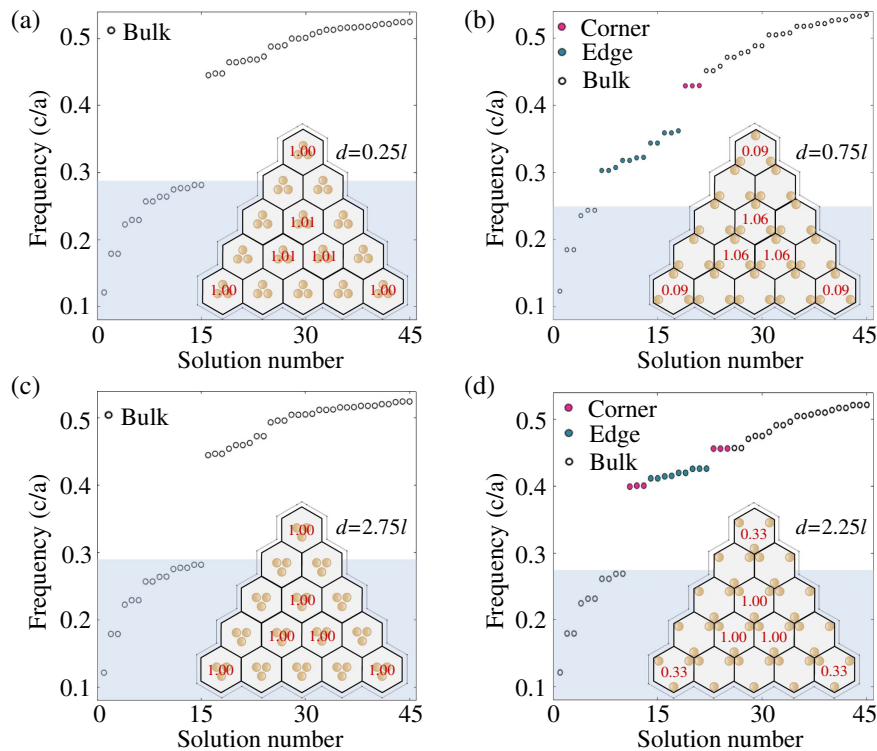 (a)
Bulk
0.5
0.4
0.3
0.2
0.1
Frequency (c/a)
d=0.25l
1.00
1.01
1.01 1.01
1.00 1.00
0 15 30 45
Solution number
(b)
Corner
Edge
Bulk
0.5
0.4
0.3
0.2
0.1
Frequency (c/a)
d=0.75l
0.09
1.06
1.06 1.06
0.09 0.09
0 15 30 45
Solution number
(c)
Bulk
0.5
0.4
0.3
0.2
0.1
Frequency (c/a)
d=2.75l
1.00
1.00
1.00 1.00
1.00 1.00
0 15 30 45
Solution number
(d)
Corner
Edge
Bulk
0.5
0.4
0.3
0.2
0.1
Frequency (c/a)
d=2.25l
0.33
1.00
1.00 1.00
0.33 0.33
0 15 30 45
Solution number